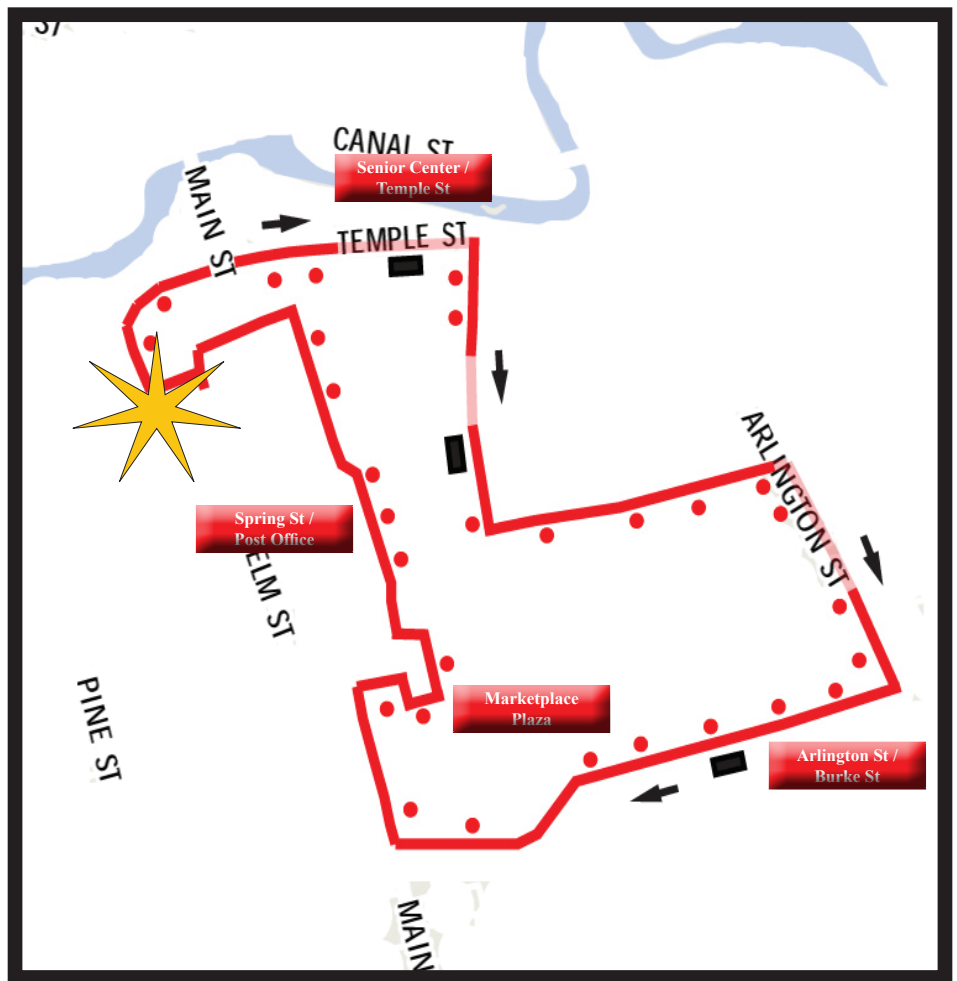 CANAL ST
Senior Center /
Temple St
MAIN ST
TEMPLE ST
ARLINGTON ST
Spring St /
Post Office
ELM ST
PINE ST
Marketplace
Plaza
Arlington St /
Burke St
MAIN